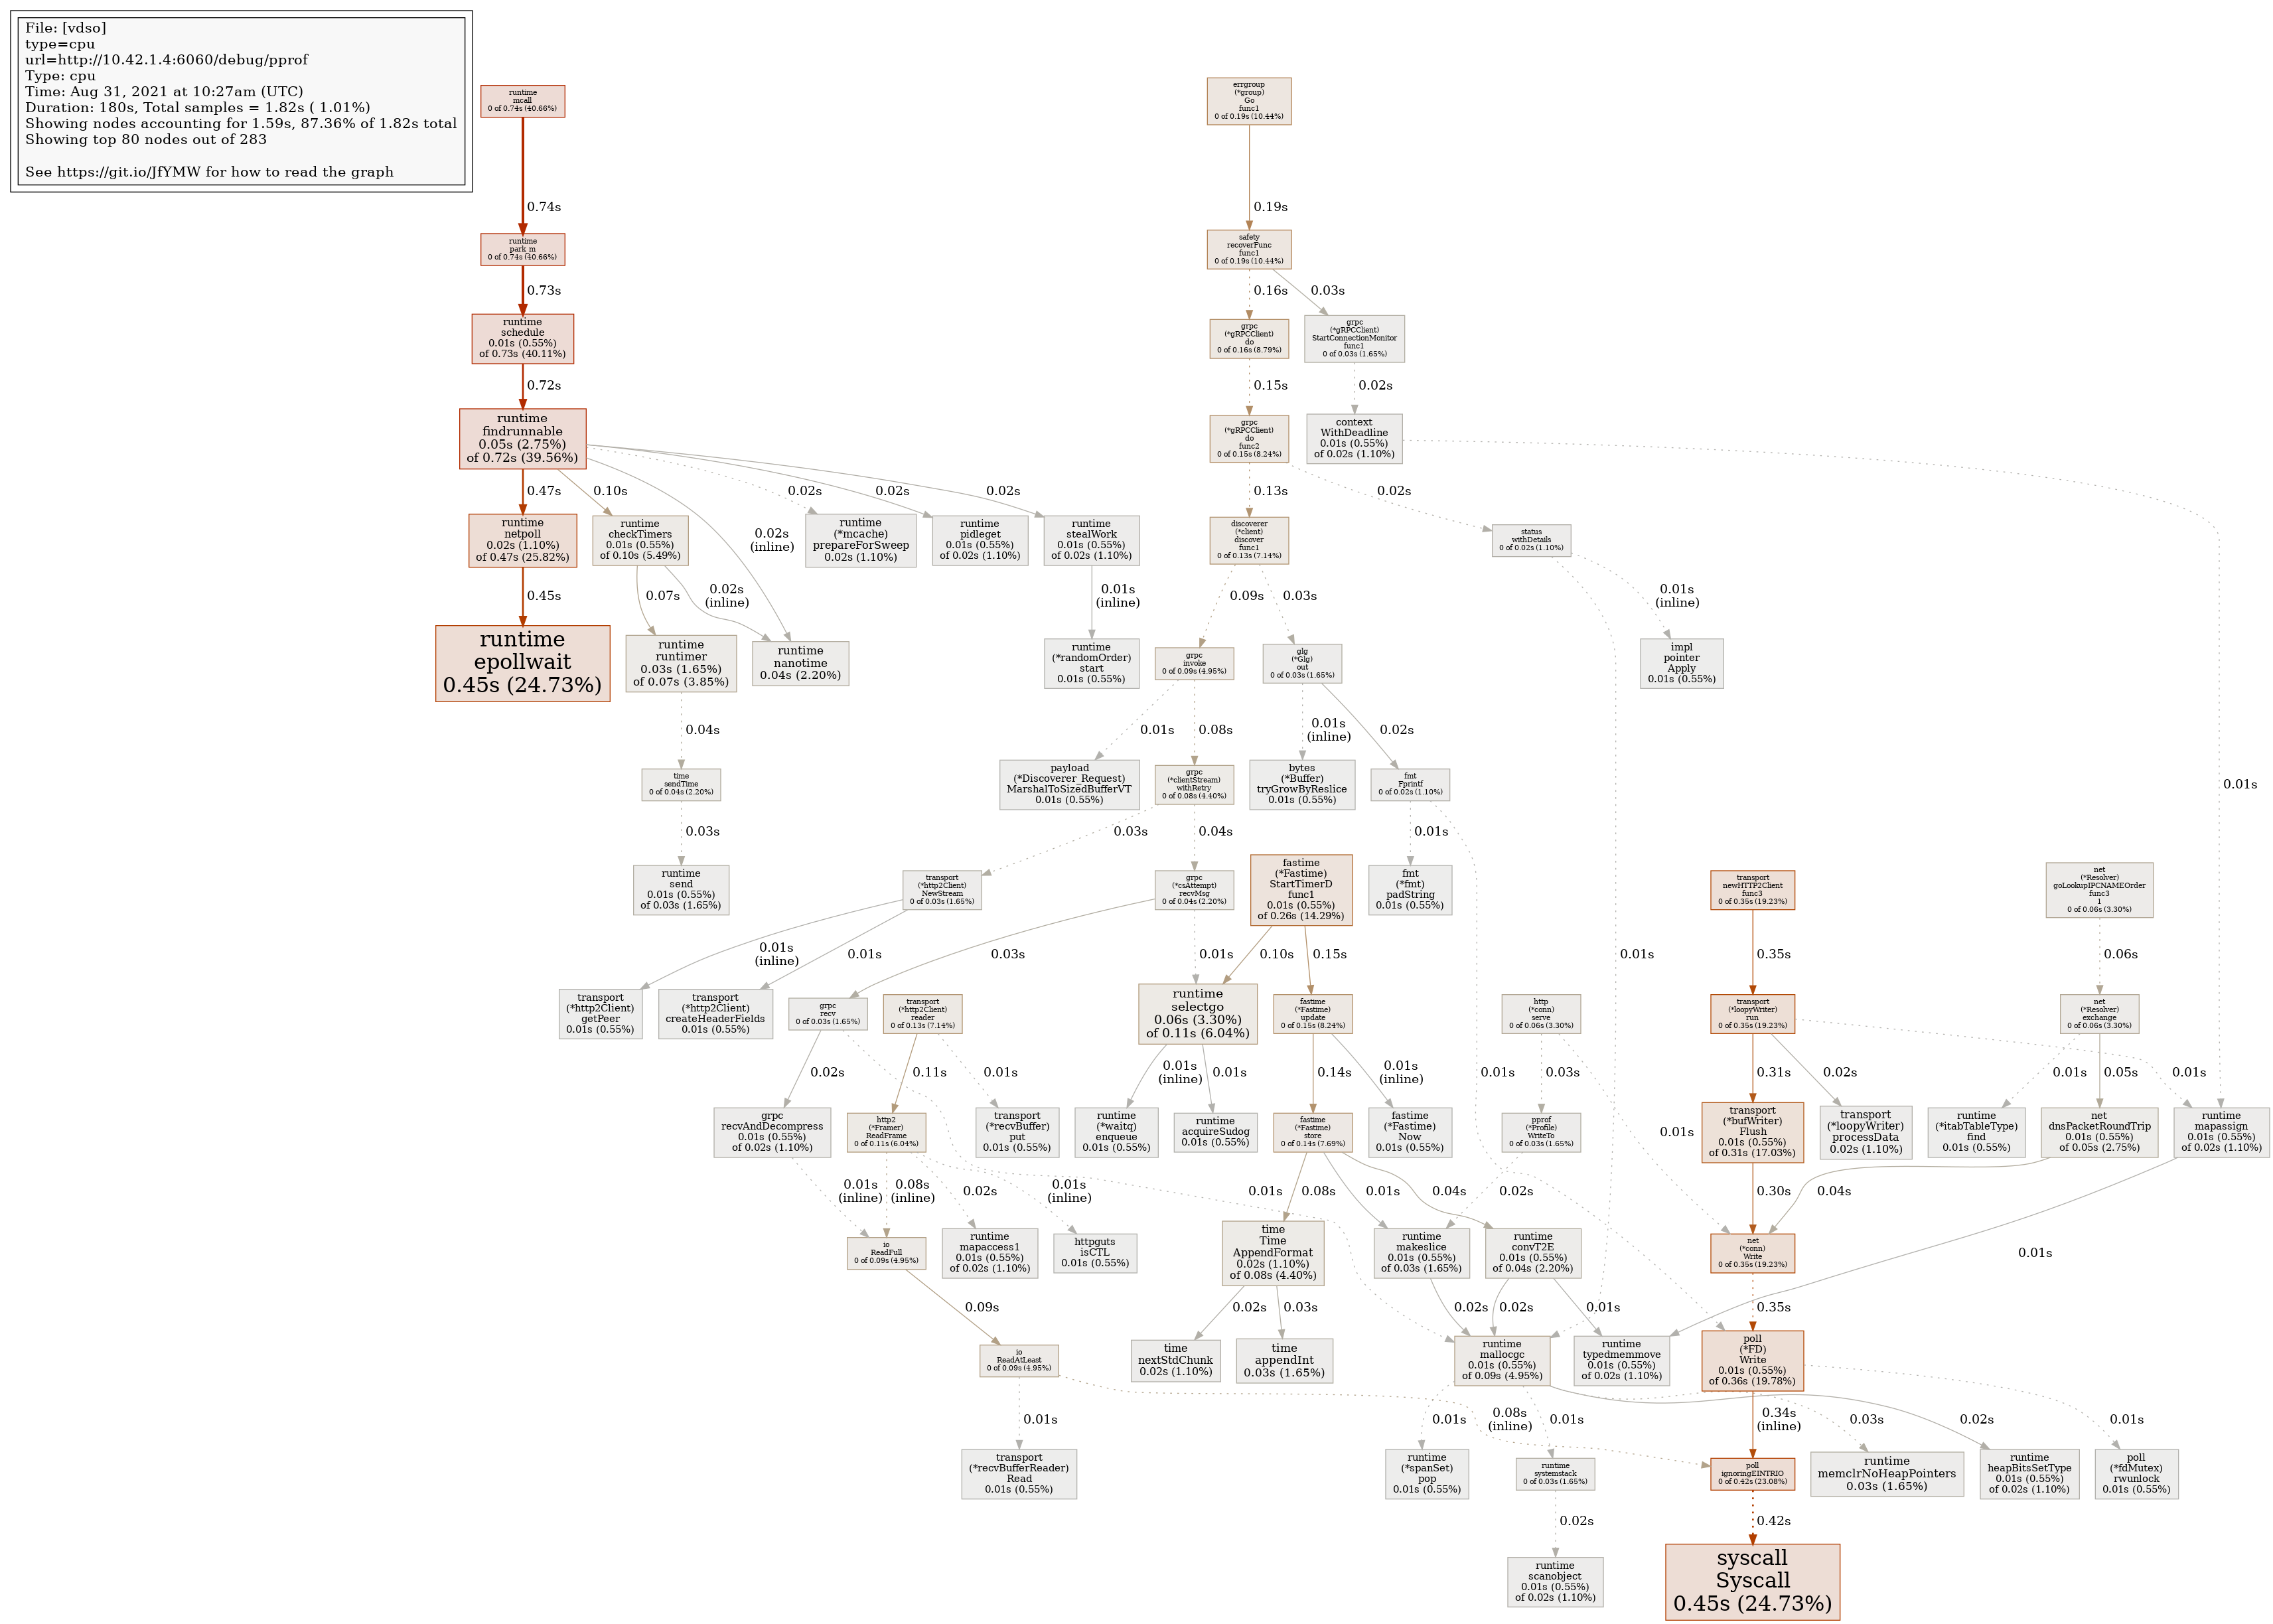 File: [vdso]
type=cpu
url=http://10.42.1.4:6060/debug/pprof
Type: cpu
Time: Aug 31, 2021 at 10:27am (UTC)
Duration: 180s, Total samples = 1.82s ( 1.01%)
Showing nodes accounting for 1.59s, 87.36% of 1.82s total
Showing top 80 nodes out of 283
See https://git.io/JfYMW for how to read the graph
runtime
mcall
0 of 0.74s (40.66%)
errgroup
(*group)
Go
func1
0 of 0.19s (10.44%)
0.74s
0.19s
runtime
park_m
0 of 0.74s (40.66%)
safety
recoverFunc
func1
0 of 0.19s (10.44%)
0.73s
0.16s
0.03s
runtime
schedule
0.01s (0.55%)
of 0.73s (40.11%)
grpc
(*gRPCClient)
do
0 of 0.16s (8.79%)
grpc
(*gRPCClient)
StartConnectionMonitor
func1
0 of 0.03s (1.65%)
0.72s
0.15s
0.02s
runtime
findrunnable
0.05s (2.75%)
of 0.72s (39.56%)
grpc
(*gRPCClient)
do
func2
0 of 0.15s (8.24%)
context
WithDeadline
0.01s (0.55%)
of 0.02s (1.10%)
0.47s
0.10s
0.02s
(inline)
0.02s
0.02s
0.02s
0.13s
0.02s
0.01s
runtime
netpoll
0.02s (1.10%)
of 0.47s (25.82%)
runtime
checkTimers
0.01s (0.55%)
of 0.10s (5.49%)
runtime
(*mcache)
prepareForSweep
0.02s (1.10%)
runtime
pidleget
0.01s (0.55%)
of 0.02s (1.10%)
runtime
stealWork
0.01s (0.55%)
of 0.02s (1.10%)
discoverer
(*client)
discover
func1
0 of 0.13s (7.14%)
status
withDetails
0 of 0.02s (1.10%)
0.45s
0.07s
0.02s
(inline)
0.01s
(inline)
0.09s
0.03s
0.01s
0.01s
(inline)
runtime
epollwait
0.45s (24.73%)
runtime
runtimer
0.03s (1.65%)
of 0.07s (3.85%)
runtime
nanotime
0.04s (2.20%)
runtime
(*randomOrder)
start
0.01s (0.55%)
grpc
invoke
0 of 0.09s (4.95%)
glg
(*Glg)
out
0 of 0.03s (1.65%)
impl
pointer
Apply
0.01s (0.55%)
0.04s
0.01s
0.08s
0.01s
(inline)
0.02s
time
sendTime
0 of 0.04s (2.20%)
payload
(*Discoverer_Request)
MarshalToSizedBufferVT
0.01s (0.55%)
grpc
(*clientStream)
withRetry
0 of 0.08s (4.40%)
bytes
(*Buffer)
tryGrowByReslice
0.01s (0.55%)
fmt
Fprintf
0 of 0.02s (1.10%)
0.03s
0.03s
0.04s
0.01s
0.01s
runtime
send
0.01s (0.55%)
of 0.03s (1.65%)
transport
(*http2Client)
NewStream
0 of 0.03s (1.65%)
grpc
(*csAttempt)
recvMsg
0 of 0.04s (2.20%)
fastime
(*Fastime)
StartTimerD
func1
0.01s (0.55%)
of 0.26s (14.29%)
fmt
(*fmt)
padString
0.01s (0.55%)
transport
newHTTP2Client
func3
0 of 0.35s (19.23%)
net
(*Resolver)
goLookupIPCNAMEOrder
func3
1
0 of 0.06s (3.30%)
0.01s
(inline)
0.01s
0.03s
0.01s
0.10s
0.15s
0.35s
0.06s
transport
(*http2Client)
getPeer
0.01s (0.55%)
transport
(*http2Client)
createHeaderFields
0.01s (0.55%)
grpc
recv
0 of 0.03s (1.65%)
transport
(*http2Client)
reader
0 of 0.13s (7.14%)
runtime
selectgo
0.06s (3.30%)
of 0.11s (6.04%)
fastime
(*Fastime)
update
0 of 0.15s (8.24%)
http
(*conn)
serve
0 of 0.06s (3.30%)
transport
(*loopyWriter)
run
0 of 0.35s (19.23%)
net
(*Resolver)
exchange
0 of 0.06s (3.30%)
0.02s
0.01s
0.11s
0.01s
0.01s
(inline)
0.01s
0.14s
0.01s
(inline)
0.03s
0.01s
0.31s
0.02s
0.01s
0.01s
0.05s
grpc
recvAndDecompress
0.01s (0.55%)
of 0.02s (1.10%)
http2
(*Framer)
ReadFrame
0 of 0.11s (6.04%)
transport
(*recvBuffer)
put
0.01s (0.55%)
runtime
(*waitq)
enqueue
0.01s (0.55%)
runtime
acquireSudog
0.01s (0.55%)
fastime
(*Fastime)
store
0 of 0.14s (7.69%)
fastime
(*Fastime)
Now
0.01s (0.55%)
pprof
(*Profile)
WriteTo
0 of 0.03s (1.65%)
transport
(*bufWriter)
Flush
0.01s (0.55%)
of 0.31s (17.03%)
transport
(*loopyWriter)
processData
0.02s (1.10%)
runtime
(*itabTableType)
find
0.01s (0.55%)
net
dnsPacketRoundTrip
0.01s (0.55%)
of 0.05s (2.75%)
runtime
mapassign
0.01s (0.55%)
of 0.02s (1.10%)
0.01s
(inline)
0.08s
(inline)
0.02s
0.01s
(inline)
0.08s
0.01s
0.04s
0.02s
0.30s
0.04s
0.01s
io
ReadFull
0 of 0.09s (4.95%)
runtime
mapaccess1
0.01s (0.55%)
of 0.02s (1.10%)
httpguts
isCTL
0.01s (0.55%)
time
Time
AppendFormat
0.02s (1.10%)
of 0.08s (4.40%)
runtime
makeslice
0.01s (0.55%)
of 0.03s (1.65%)
runtime
convT2E
0.01s (0.55%)
of 0.04s (2.20%)
net
(*conn)
Write
0 of 0.35s (19.23%)
0.09s
0.02s
0.03s
0.02s
0.02s
0.01s
0.35s
io
ReadAtLeast
0 of 0.09s (4.95%)
time
nextStdChunk
0.02s (1.10%)
time
appendInt
0.03s (1.65%)
runtime
mallocgc
0.01s (0.55%)
of 0.09s (4.95%)
runtime
typedmemmove
0.01s (0.55%)
of 0.02s (1.10%)
poll
(*FD)
Write
0.01s (0.55%)
of 0.36s (19.78%)
0.01s
0.08s
(inline)
0.01s
0.01s
0.03s
0.02s
0.34s
(inline)
0.01s
transport
(*recvBufferReader)
Read
0.01s (0.55%)
runtime
(*spanSet)
pop
0.01s (0.55%)
runtime
systemstack
0 of 0.03s (1.65%)
poll
ignoringEINTRIO
0 of 0.42s (23.08%)
runtime
memclrNoHeapPointers
0.03s (1.65%)
runtime
heapBitsSetType
0.01s (0.55%)
of 0.02s (1.10%)
poll
(*fdMutex)
rwunlock
0.01s (0.55%)
0.02s
0.42s
runtime
scanobject
0.01s (0.55%)
of 0.02s (1.10%)
syscall
Syscall
0.45s (24.73%)